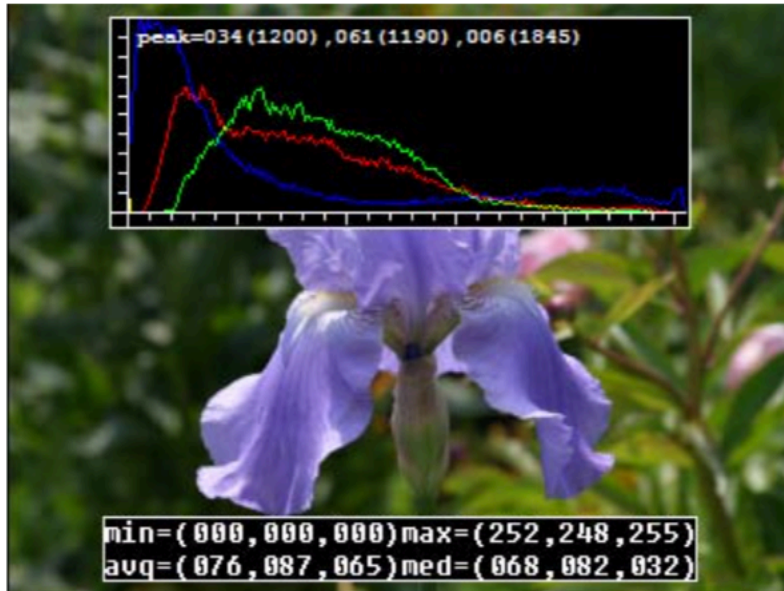 peak=034(1200),061(1190),006(1845)
min=(000,000,000)max=(252,248,255)
avg=(076,087,065)med=(068,082,032)